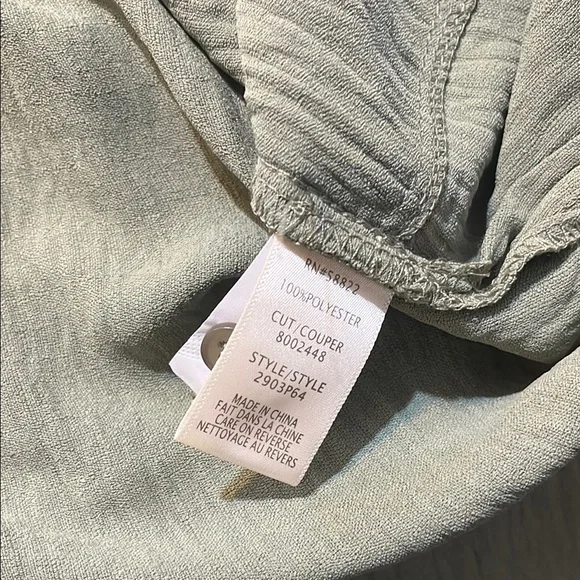 RN#58822
100%POLYESTER
CUT/COUPER
8002448
STYLE/STYLE
2903P64
MADE IN CHINA
FAIT DANS LA CHINE
CARE ON REVERSE
NETTOYAGE AU REVERS